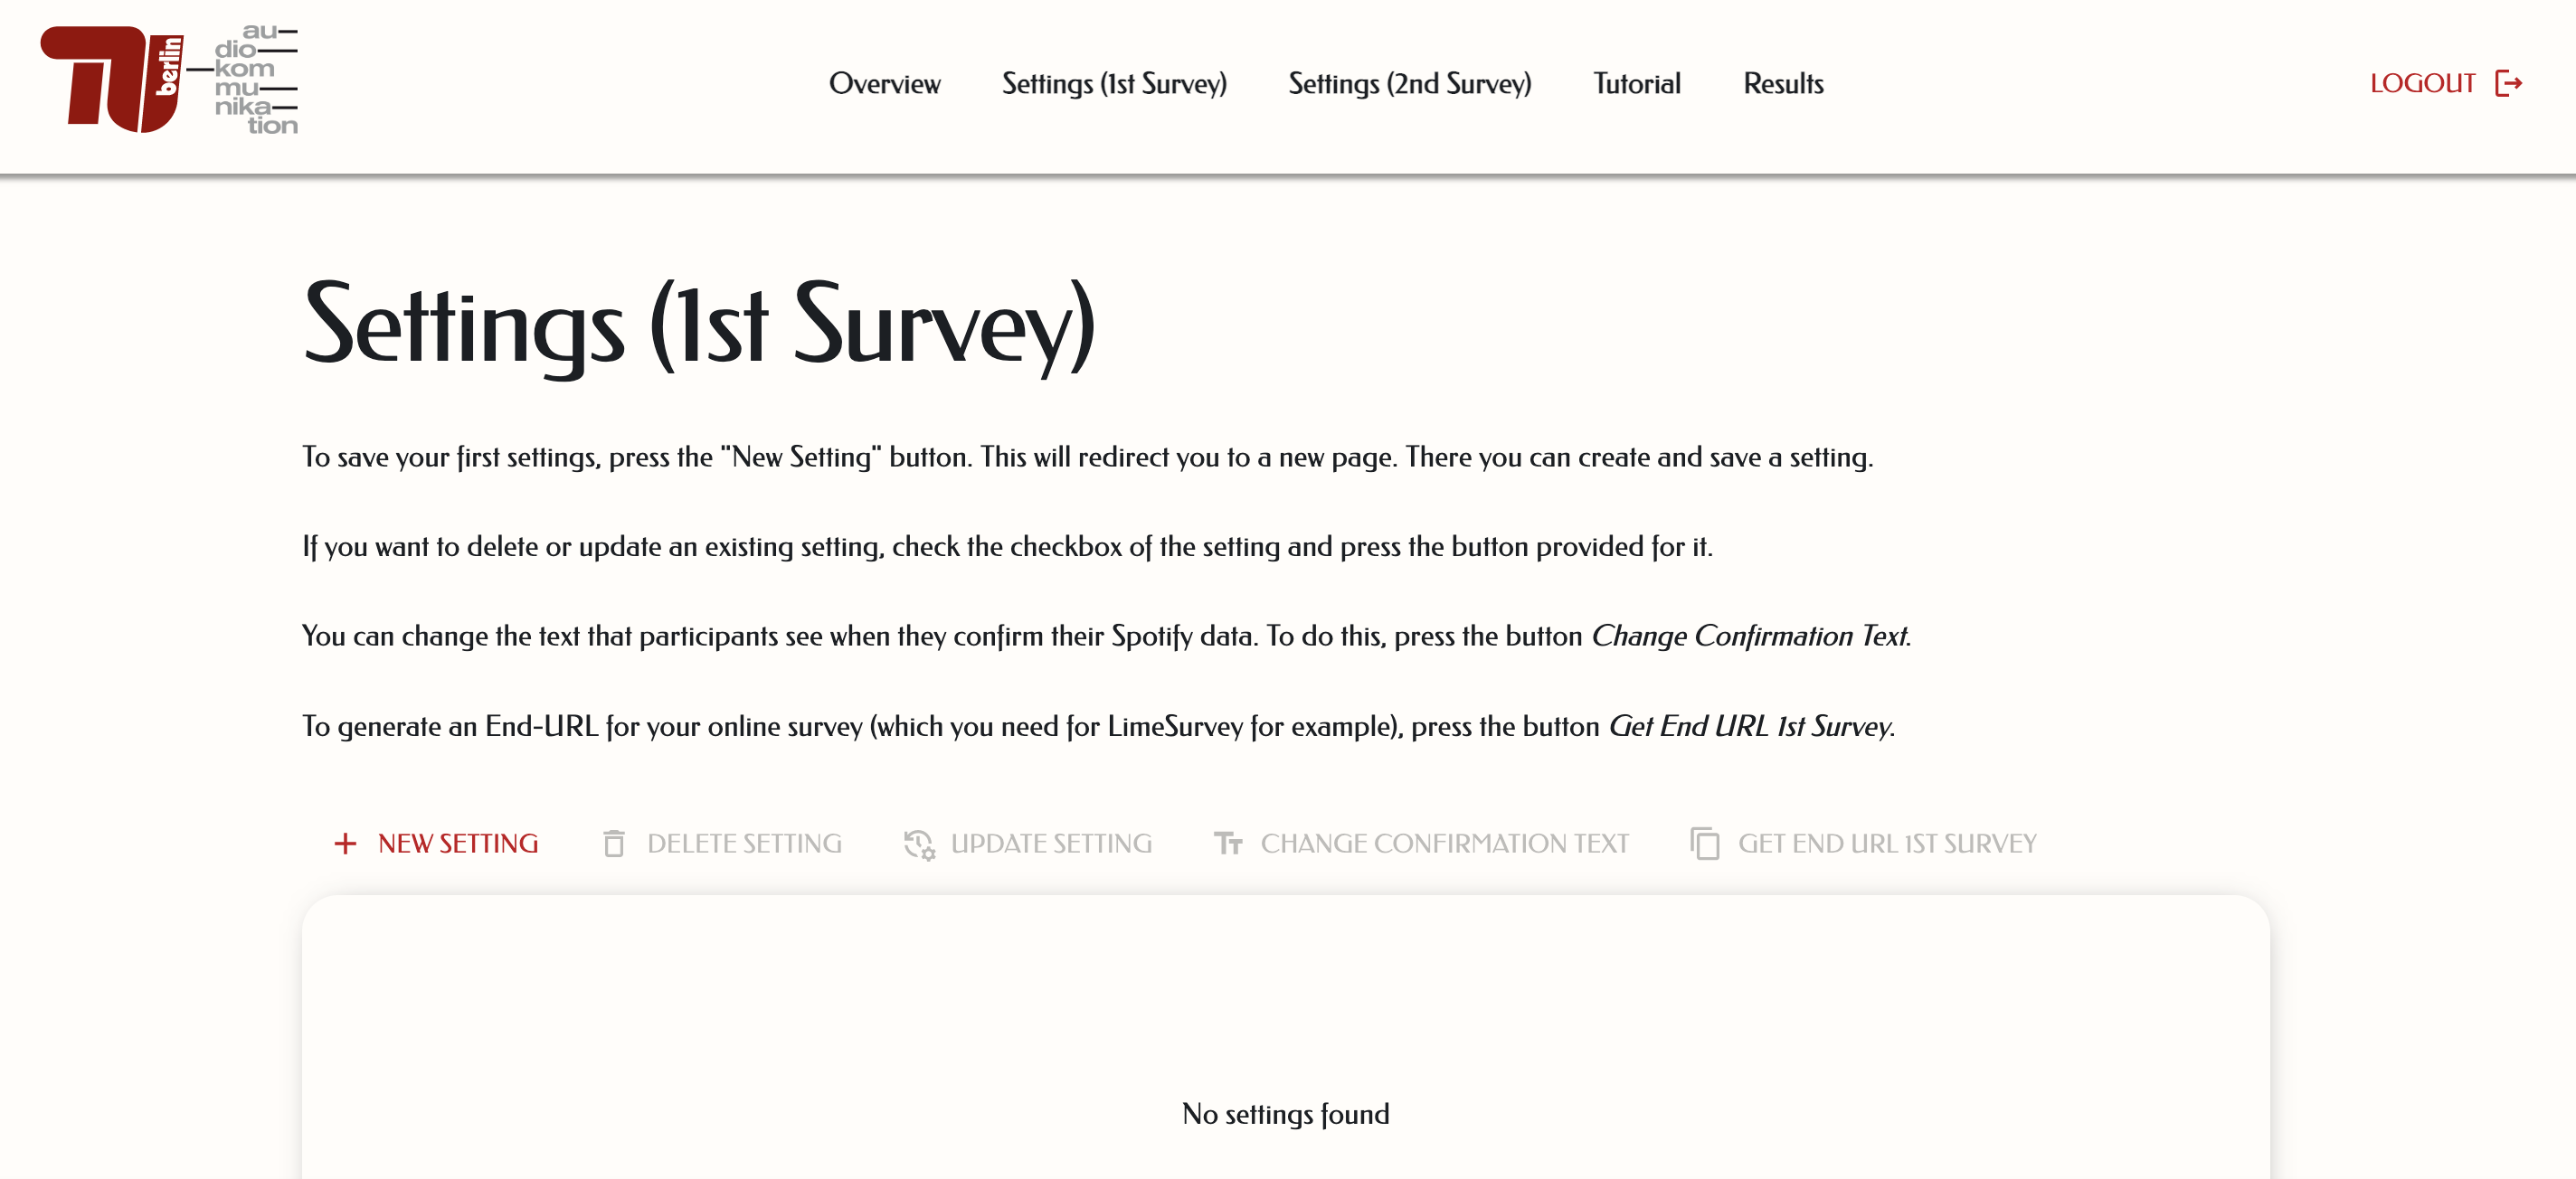 berlin
au
dio
kom
mu
nika
tion
Overview Settings (1st Survey) Settings (2nd Survey) Tutorial Results LOGOUT
Settings (1st Survey)
To save your first settings, press the "New Setting" button. This will redirect you to a new page. There you can create and save a setting.
If you want to delete or update an existing setting, check the checkbox of the setting and press the button provided for it.
You can change the text that participants see when they confirm their Spotify data. To do this, press the button Change Confirmation Text.
To generate an End-URL for your online survey (which you need for LimeSurvey for example), press the button Get End URL 1st Survey.
NEW SETTING DELETE SETTING UPDATE SETTING CHANGE CONFIRMATION TEXT GET END URL 1ST SURVEY
No settings found